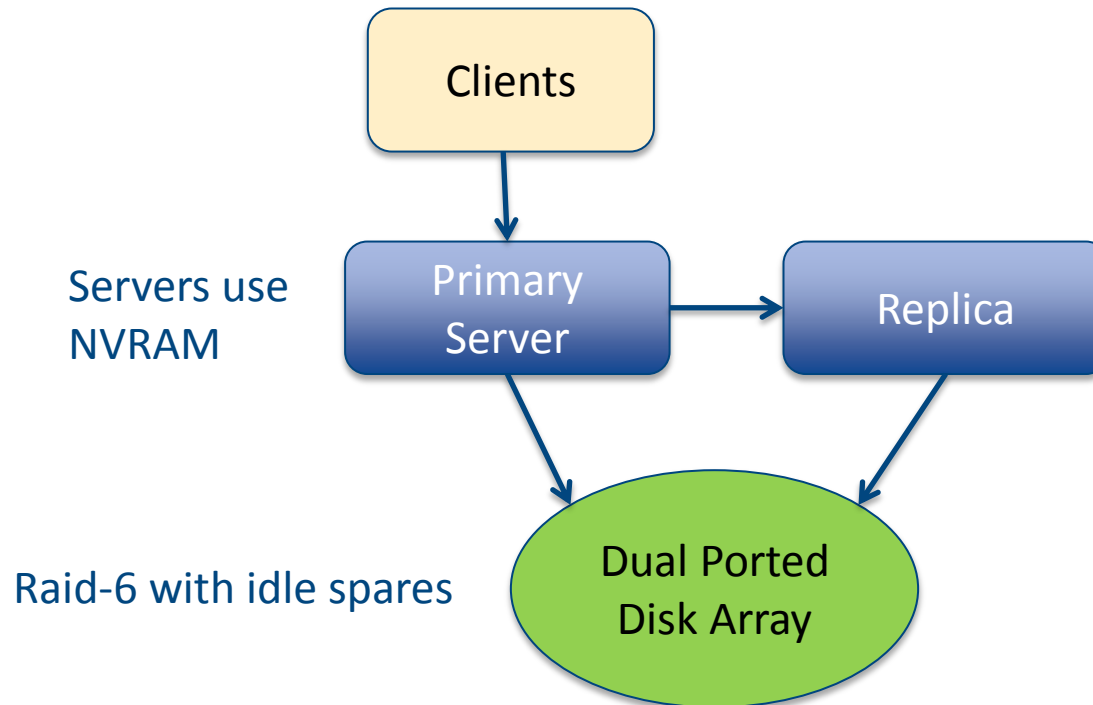 Clients
Servers use
NVRAM
Primary
Server
Replica
Raid-6 with idle spares
Dual Ported
Disk Array